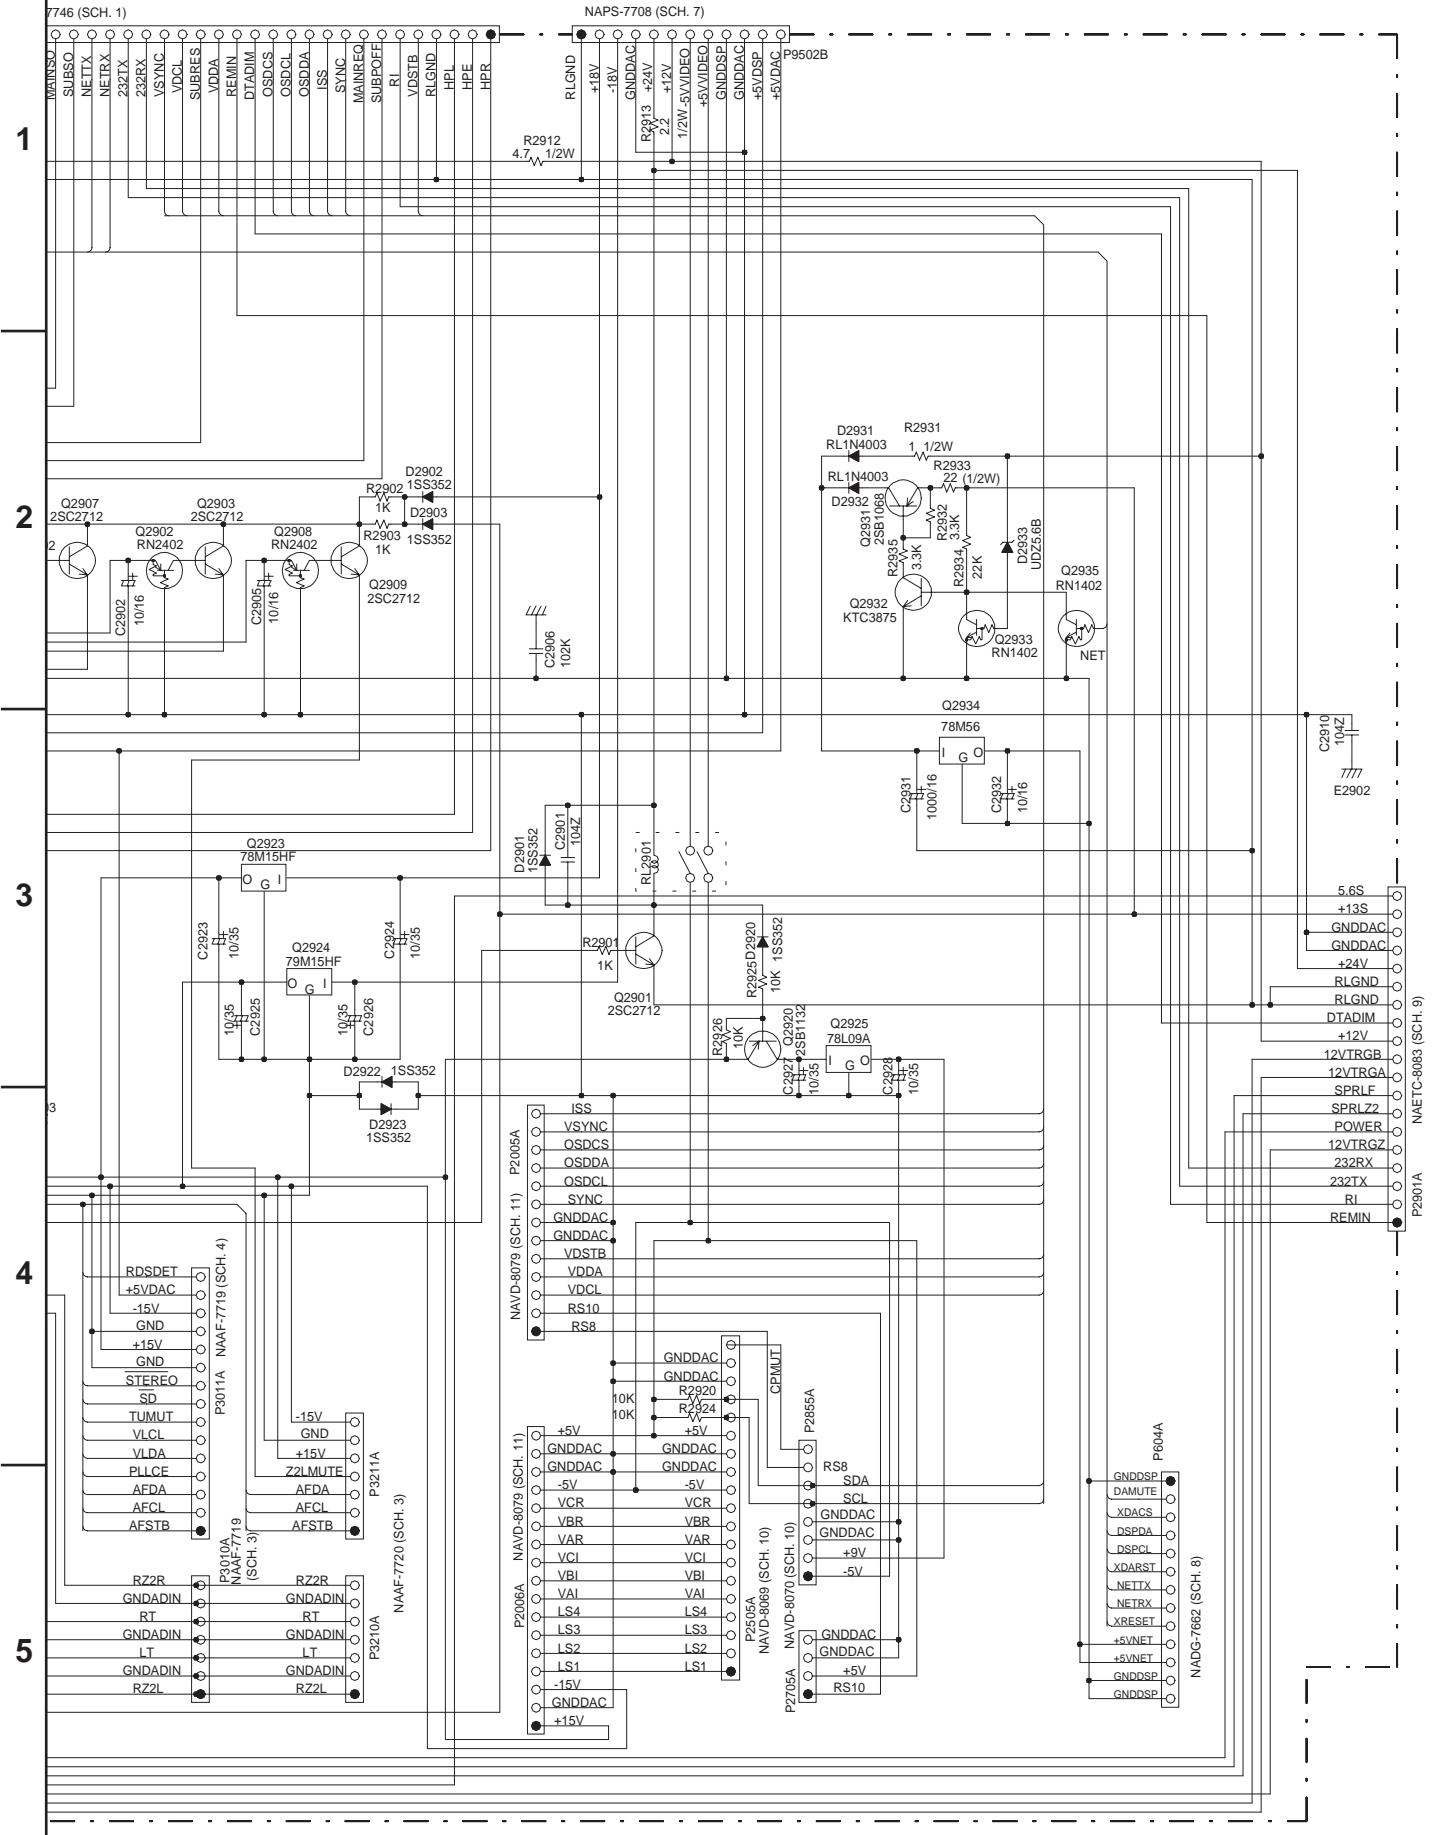 7746 (SCH. 1)
NAPS-7708 (SCH. 7)
P9502B
MAINSO
SUBSO
NETTX
NETRX
232TX
232RX
VSYNC
VDCL
SUBRES
VDDA
REMIN
DTADIM
OSDCS
OSDCL
OSDDA
ISS
SYNC
MAINREQ
SUBPOFF
RI
VDSTB
RLGND
HPL
HPE
HPR
RLGND
+18V
-18V
GNDDAC
+24V
+12V
-5VVIDEO
+5VVIDEO
GNDDSP
GNDDAC
+5VDSP
+5VDAC
1
R2912
4.7 1/2W
R2913
2.2
1/2W
2
Q2907
2SC2712
Q2903
2SC2712
Q2902
RN2402
Q2908
RN2402
R2902
1K
D2902
1SS352
D2903
1SS352
R2903
1K
Q2909
2SC2712
C2902
10/16
C2905
10/16
C2906
102K
D2931
RL1N4003
R2931
1 1/2W
RL1N4003
D2932
R2933
22 (1/2W)
Q2931
2SB1068
R2932
3.3K
R2935
3.3K
R2934
22K
D2933
UDZ5.6B
Q2932
KTC3875
Q2933
RN1402
Q2935
RN1402
NET
Q2934
78M56
I G O
C2931
1000/16
C2932
10/16
C2910
104Z
E2902
3
Q2923
78M15HF
O G I
C2923
10/35
C2924
10/35
Q2924
79M15HF
O G I
10/35
C2925
10/35
C2926
D2922 1SS352
D2923
1SS352
D2901
1SS352
C2901
104Z
RL2901
R2901
1K
Q2901
2SC2712
D2920
1SS352
R2925
10K
R2926
10K
Q2920
2SB1132
C2927
10/35
Q2925
78L09A
I G O
C2928
10/35
5.6S
+13S
GNDDAC
GNDDAC
+24V
RLGND
RLGND
DTADIM
+12V
12VTRGB
12VTRGA
SPRLF
SPRLZ2
POWER
12VTRGZ
232RX
232TX
RI
REMIN
NAETC-8083 (SCH. 9)
P2901A
4
P2005A
NAVD-8079 (SCH. 11)
ISS
VSYNC
OSDCS
OSDDA
OSDCL
SYNC
GNDDAC
GNDDAC
VDSTB
VDDA
VDCL
RS10
RS8
RDSDET
+5VDAC
-15V
GND
+15V
GND
STEREO
SD
TUMUT
VLCL
VLDA
PLLCE
AFDA
AFCL
AFSTB
NAAF-7719 (SCH. 4)
P3011A
-15V
GND
+15V
Z2LMUTE
AFDA
AFCL
AFSTB
P3211A
NAAF-7720 (SCH. 3)
P3010A
NAAF-7719
(SCH. 3)
5
RZ2R
GNDADIN
RT
GNDADIN
LT
GNDADIN
RZ2L
RZ2R
GNDADIN
RT
GNDADIN
LT
GNDADIN
RZ2L
P3210A
NAVD-8079 (SCH. 11)
P2006A
+5V
GNDDAC
GNDDAC
-5V
VCR
VBR
VAR
VCI
VBI
VAI
LS4
LS3
LS2
LS1
-15V
GNDDAC
+15V
GNDDAC
GNDDAC
10K R2920
10K R2924
+5V
GNDDAC
GNDDAC
-5V
VCR
VBR
VAR
VCI
VBI
VAI
LS4
LS3
LS2
LS1
P2505A
NAVD-8069 (SCH. 10)
CPMUT
P2855A
RS8
SDA
SCL
GNDDAC
GNDDAC
+9V
-5V
NAVD-8070 (SCH. 10)
P2705A
GNDDAC
GNDDAC
+5V
RS10
P604A
GNDDSP
DAMUTE
XDACS
DSPDA
DSPCL
XDARST
NETTX
NETRX
XRESET
+5VNET
+5VNET
GNDDSP
GNDDSP
NADG-7662 (SCH. 8)